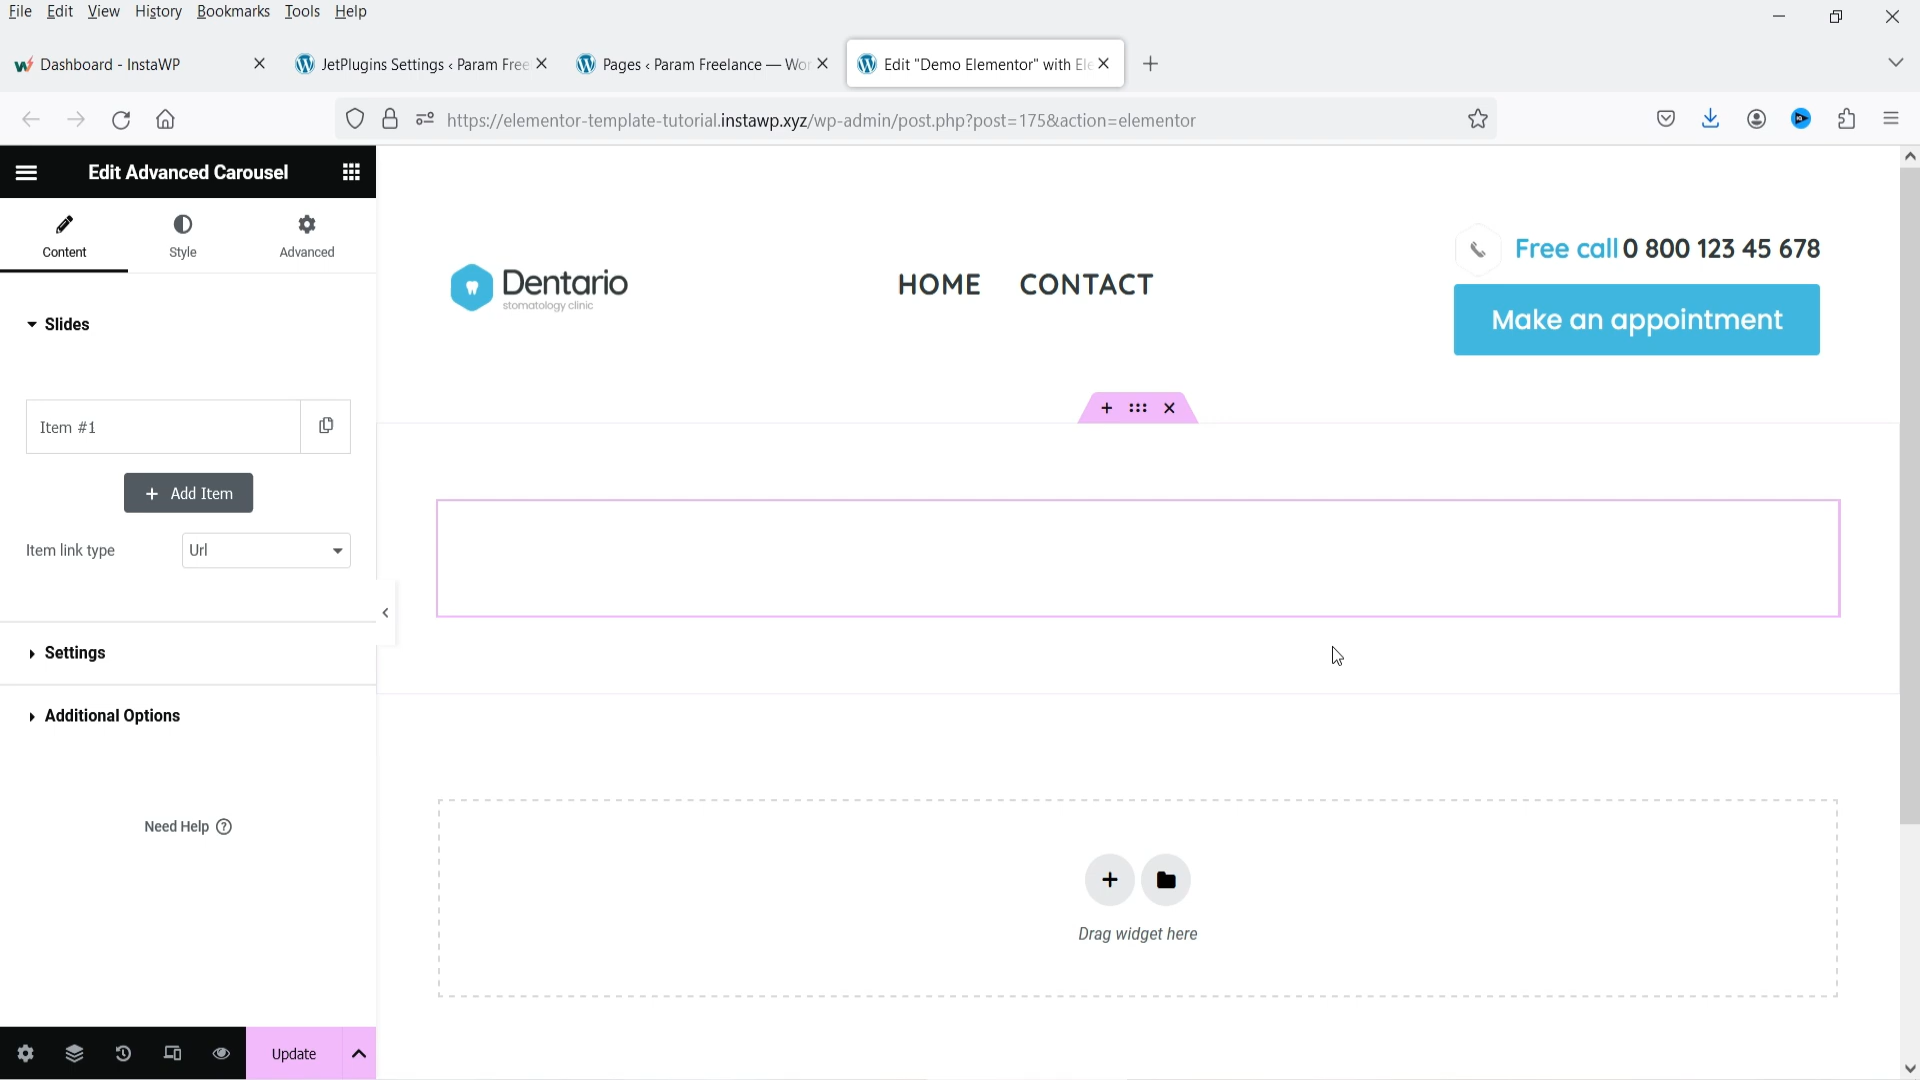 File Edit View History Bookmarks Tools Help
Dashboard - InstaWP
JetPlugins Settings ‹ Param Free
Pages ‹ Param Freelance — Wor
Edit "Demo Elementor" with Ele
https://elementor-template-tutorial.instawp.xyz/wp-admin/post.php?post=175&action=elementor
Edit Advanced Carousel
Content Style Advanced
Slides
Item #1
Add Item
Item link type Url
Settings
Additional Options
Need Help
Update
Dentario
stomatology clinic
HOME CONTACT
Free call 0 800 123 45 678
Make an appointment
Drag widget here